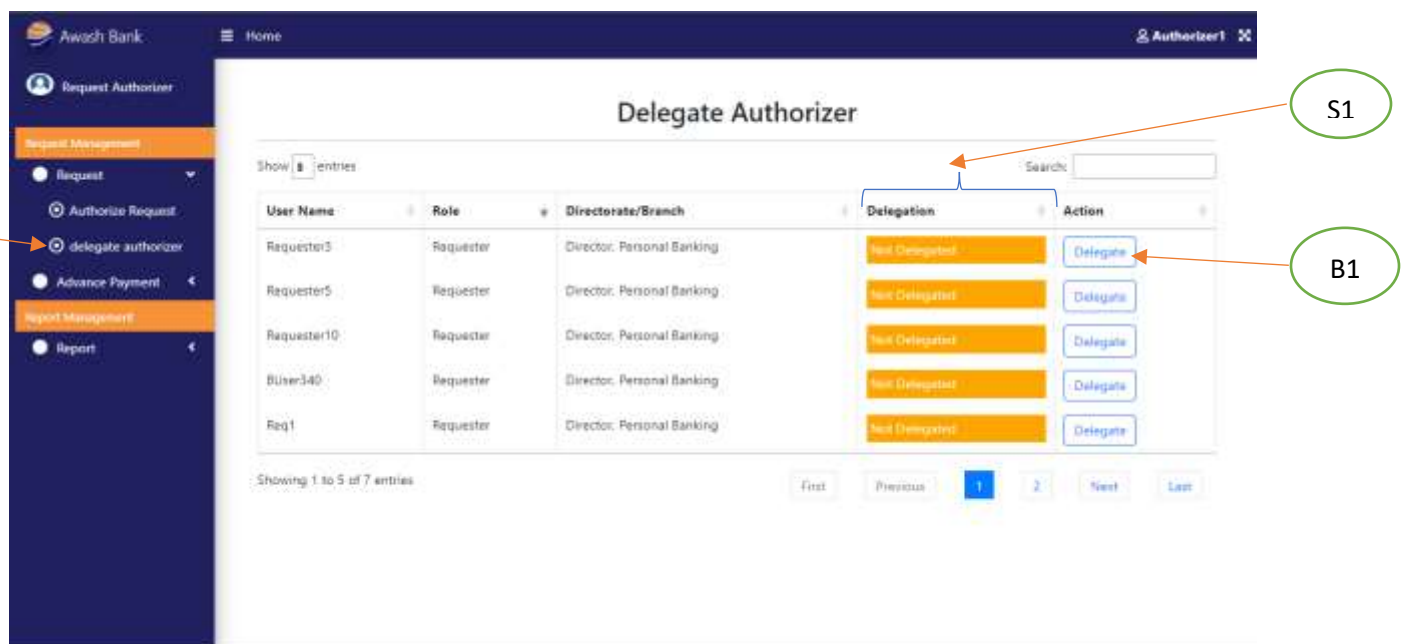 Awash Bank
Home
Authorizer1
Request Authorizer
Delegate Authorizer
S1
Request Management
Show entries
Search:
Request
Authorize Request
User Name Role Directorate/Branch Delegation Action
delegate authorizer
Requester3 Requester Director, Personal Banking Not Delegated Delegate
B1
Advance Payment
Requester5 Requester Director, Personal Banking Not Delegated Delegate
Report Management
Requester10 Requester Director, Personal Banking Not Delegated Delegate
Report
BUser340 Requester Director, Personal Banking Not Delegated Delegate
Req1 Requester Director, Personal Banking Not Delegated Delegate
Showing 1 to 5 of 7 entries
First Previous 1 2 Next Last